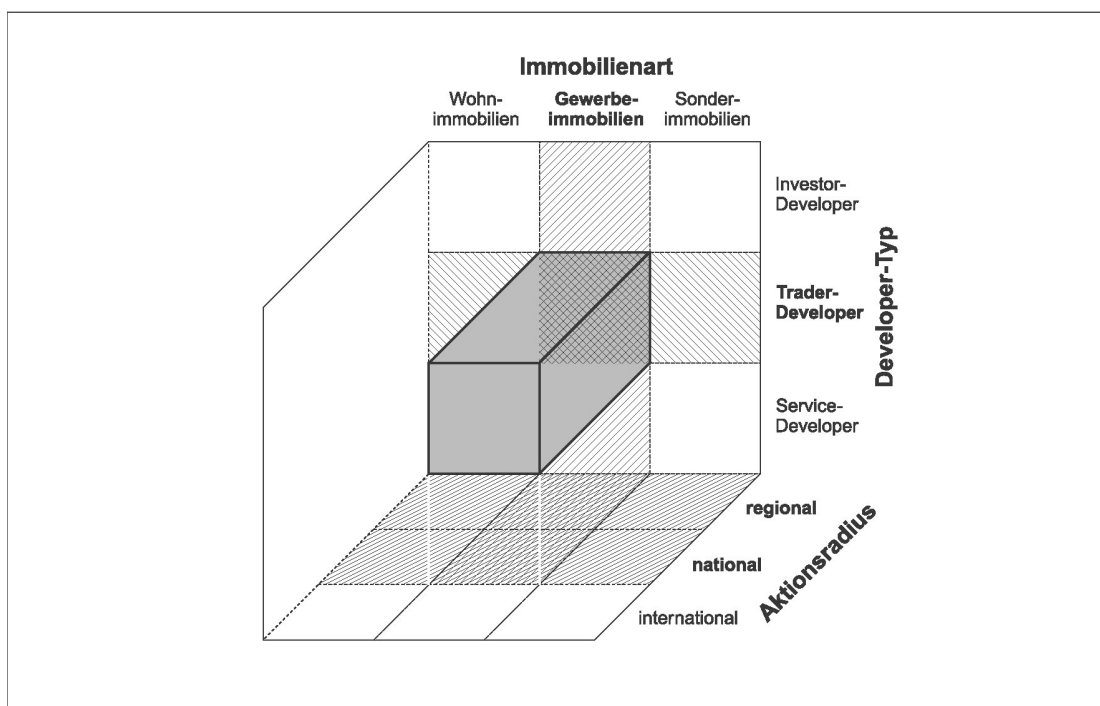 Immobilienart
Wohn-
immobilien
Gewerbe-
immobilien
Sonder-
immobilien
Investor-
Developer
Trader-
Developer
Service-
Developer
Developer-Typ
regional
national
international
Aktionsradius